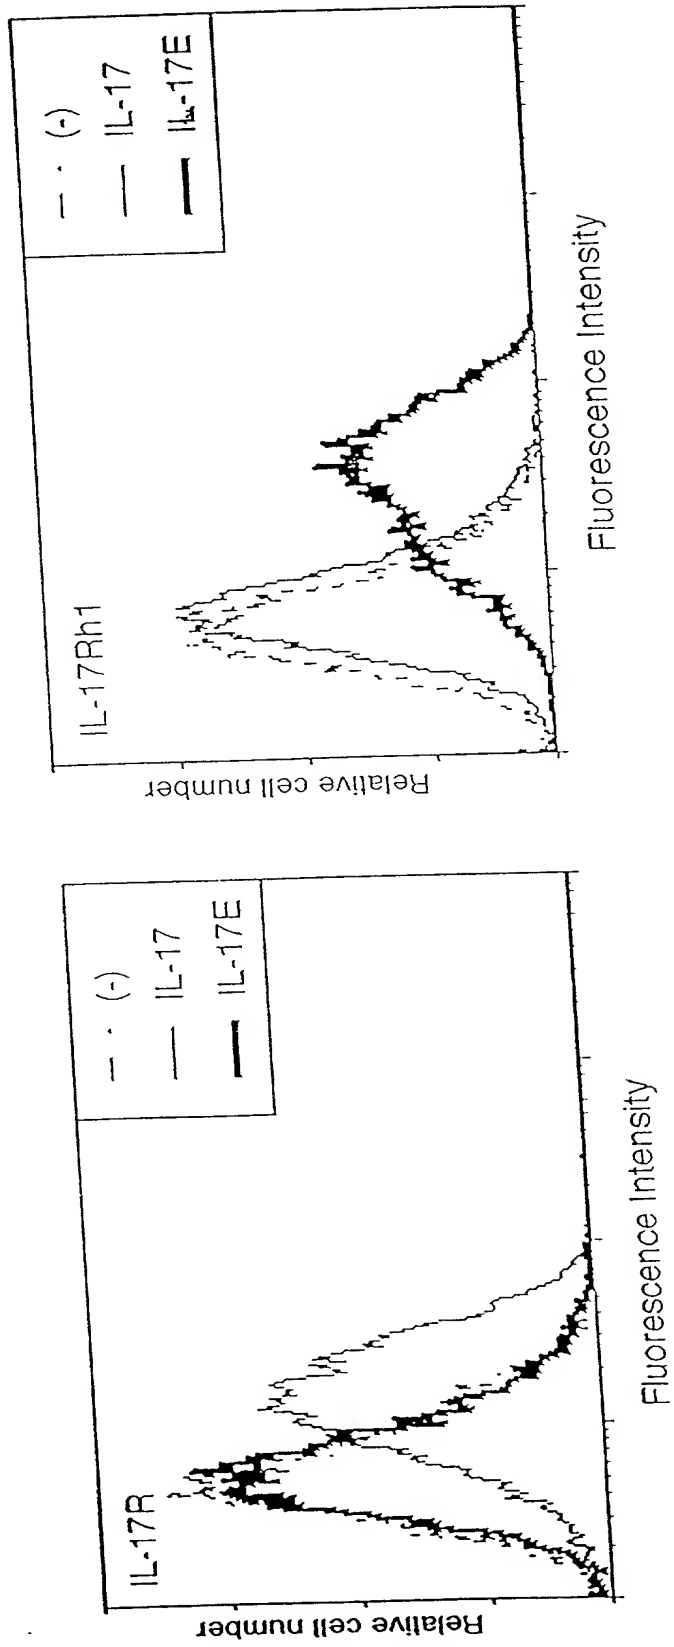 IL-17R
(-)
IL-17
IL-17E
Relative cell number
Fluorescence Intensity
IL-17Rh1
(-)
IL-17
IL-17E
Relative cell number
Fluorescence Intensity